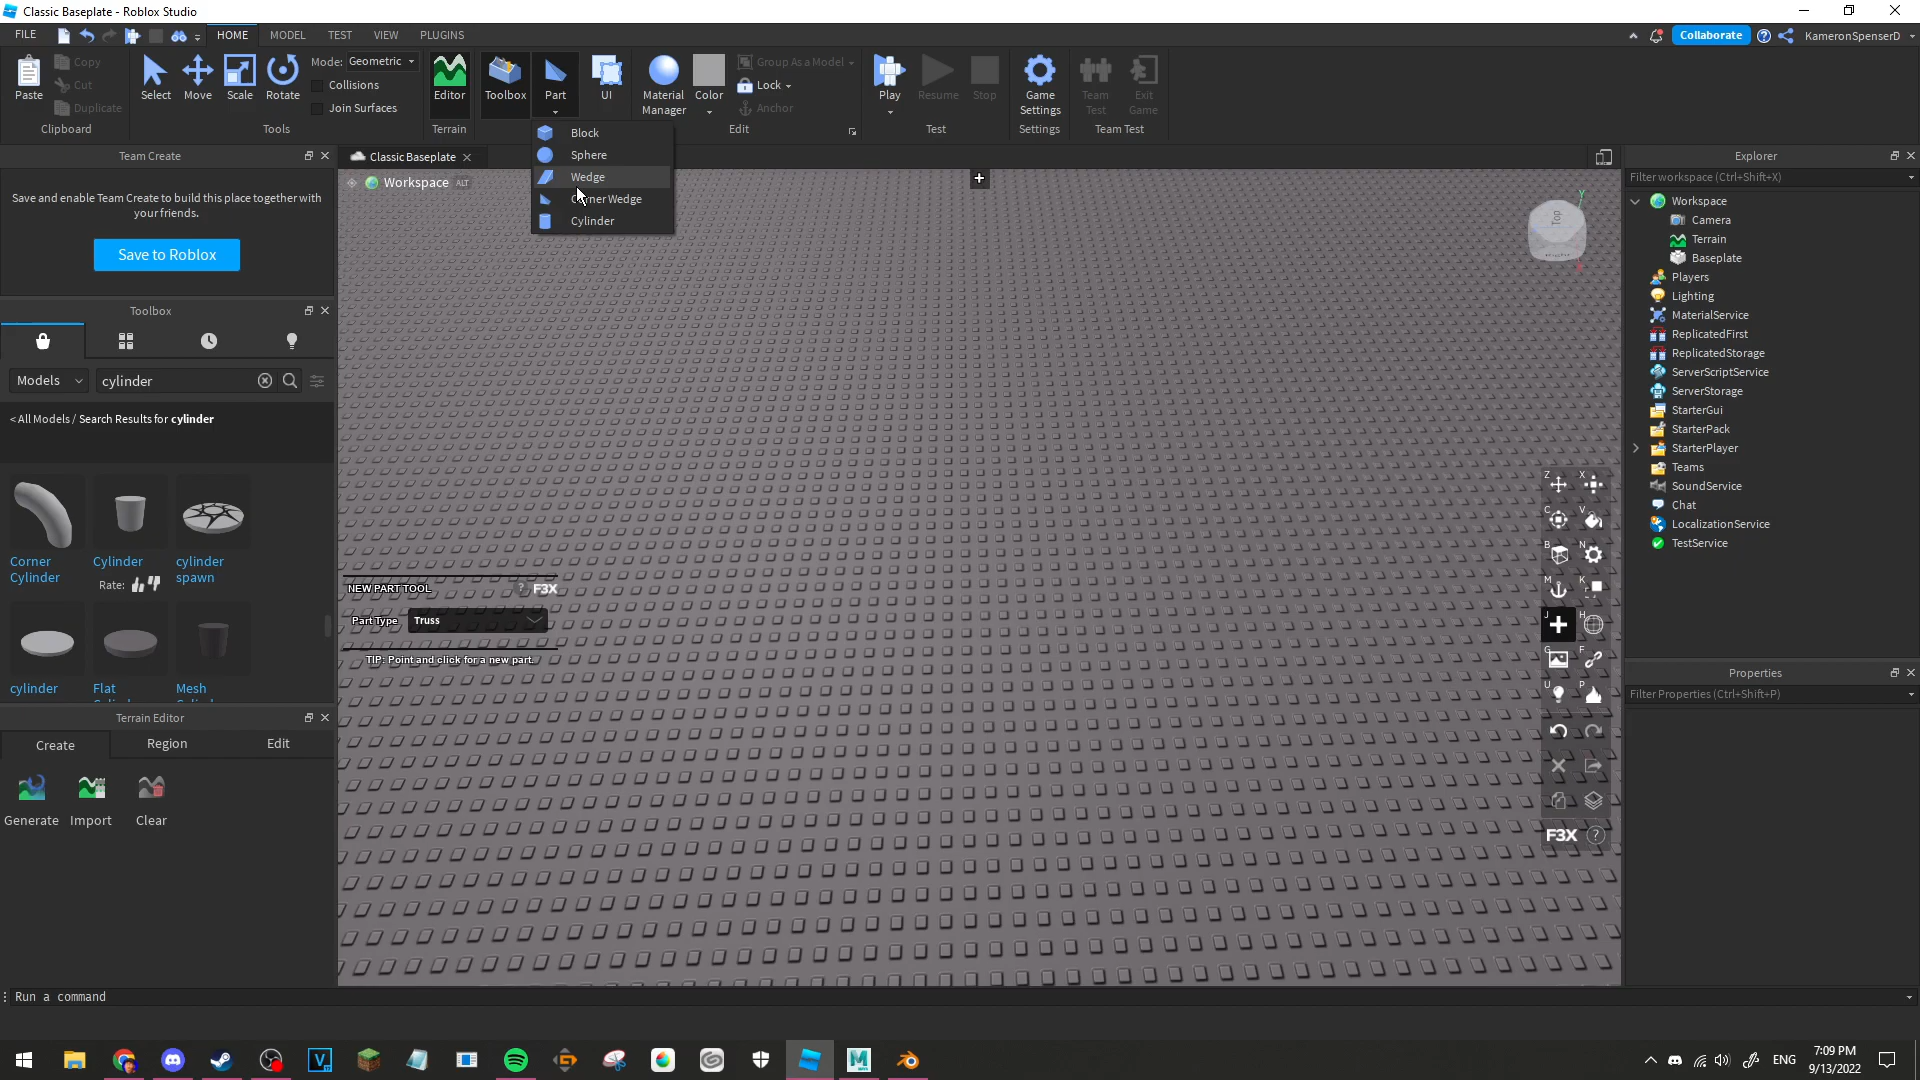 Classic Baseplate - Roblox Studio
FILE
HOME
MODEL
TEST
VIEW
PLUGINS
Collaborate
KameronSpenserD
Paste
Copy
Cut
Duplicate
Clipboard
Select
Move
Scale
Rotate
Mode: Geometric
Collisions
Join Surfaces
Tools
Editor
Terrain
Toolbox
Part
UI
Material
Manager
Color
Group As a Model
Lock
Anchor
Edit
Play
Resume
Stop
Test
Game
Settings
Settings
Team
Test
Exit
Game
Team Test
Block
Sphere
Wedge
Corner Wedge
Cylinder
Team Create
Save and enable Team Create to build this place together with
your friends.
Save to Roblox
Toolbox
Models
cylinder
< All Models / Search Results for cylinder
Corner
Cylinder
Cylinder
Rate:
cylinder
spawn
cylinder
Flat
Mesh
Terrain Editor
Create
Region
Edit
Generate
Import
Clear
Run a command
Classic Baseplate
Workspace ALT
Top
Y
NEW PART TOOL
? F3X
Part Type Truss
TIP: Point and click for a new part.
Z
X
C
V
B
N
M
K
J
H
G
F
U
P
F3X ?
Explorer
Filter workspace (Ctrl+Shift+X)
Workspace
Camera
Terrain
Baseplate
Players
Lighting
MaterialService
ReplicatedFirst
ReplicatedStorage
ServerScriptService
ServerStorage
StarterGui
StarterPack
StarterPlayer
Teams
SoundService
Chat
LocalizationService
TestService
Properties
Filter Properties (Ctrl+Shift+P)
ENG
7:09 PM
9/13/2022